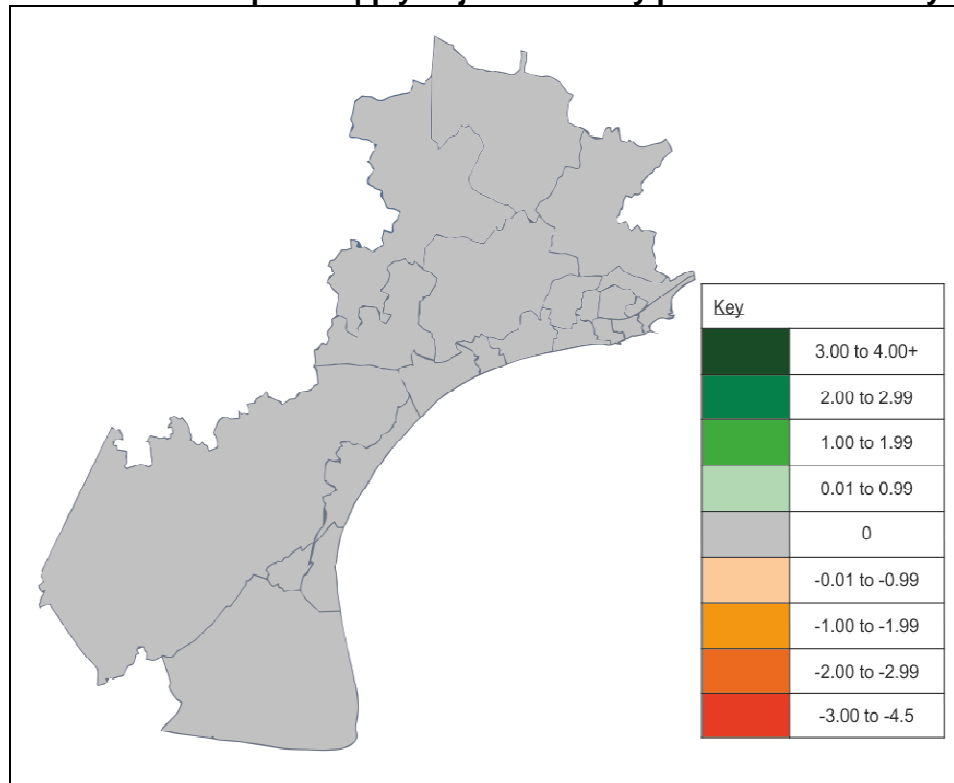 Key
3.00 to 4.00+
2.00 to 2.99
1.00 to 1.99
0.01 to 0.99
0
-0.01 to -0.99
-1.00 to -1.99
-2.00 to -2.99
-3.00 to -4.5